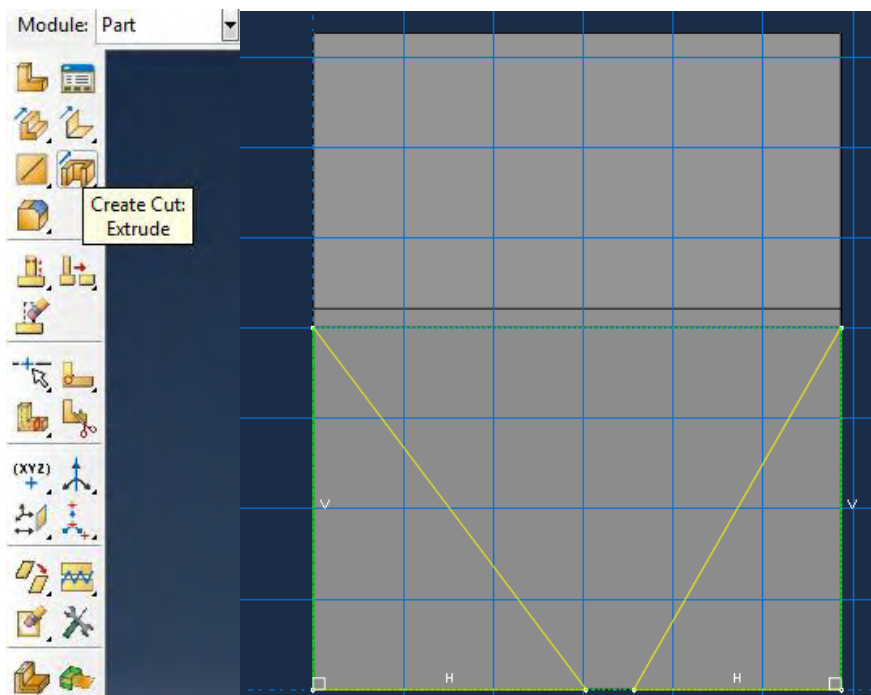 Module: Part
Create Cut:
Extrude
(XYZ)
V
V
H
H